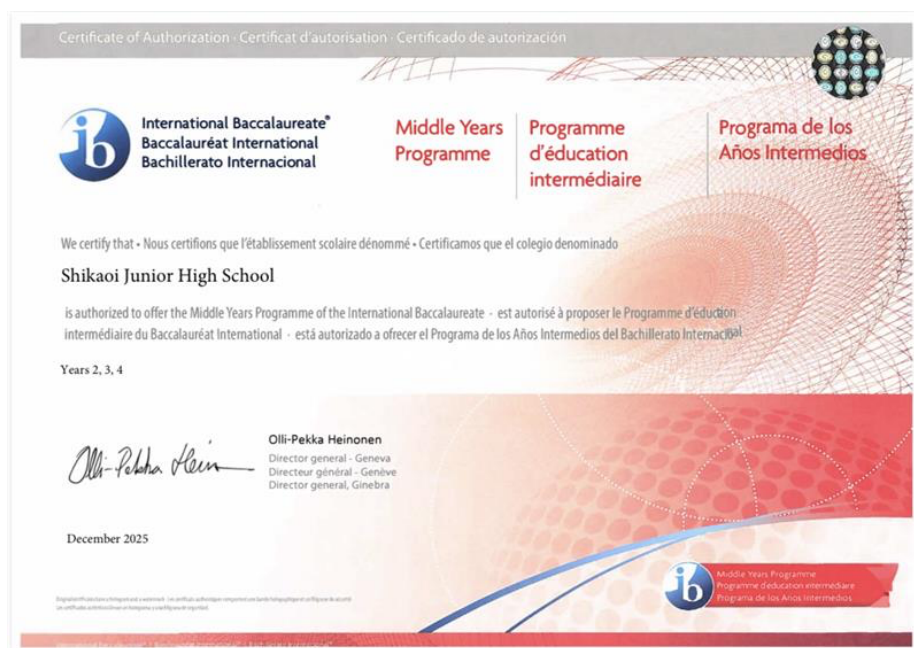 Certificate of Authorization · Certificat d'autorisation · Certificado de autorización
ib
International Baccalaureate®
Baccalauréat International
Bachillerato Internacional
Middle Years
Programme
Programme
d'éducation
intermédiaire
Programa de los
Años Intermedios
We certify that • Nous certifions que l'établissement scolaire dénommé • Certificamos que el colegio denominado
Shikaoi Junior High School
is authorized to offer the Middle Years Programme of the International Baccalaureate - est autorisé à proposer le Programme d'éduction
intermédiaire du Baccalauréat International - está autorizado a ofrecer el Programa de los Años Intermedios del Bachillerato Internacional
Years 2, 3, 4
Olli-Pekka Heinonen
Director general - Geneva
Directeur général - Genève
Director general, Ginebra
December 2025
ib
Middle Years Programme
Programme d'éducation intermédiaire
Programa de los Años Intermedios